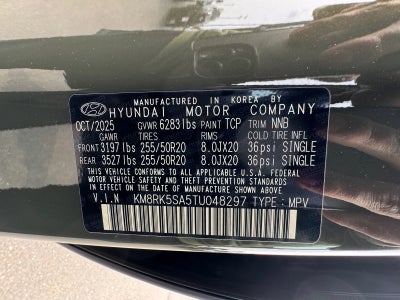 MANUFACTURED IN KOREA BY
HYUNDAI MOTOR COMPANY
OCT/2025 GVWR 6283 lbs PAINT TCP TRIM NNB
GAWR TIRES RIMS COLD TIRE INFL
FRONT 3197 lbs 255/50R20 8.0JX20 36psi SINGLE
REAR 3527 lbs 255/50R20 8.0JX20 36psi SINGLE
THIS VEHICLE CONFORMS TO ALL APPLICABLE U.S.A. FEDERAL
MOTOR VEHICLE SAFETY AND THEFT PREVENTION STANDARDS
IN EFFECT ON THE DATE OF MANUFACTURE SHOWN ABOVE.
V.I.N KM8RK5SA5TU048297 TYPE : MPV